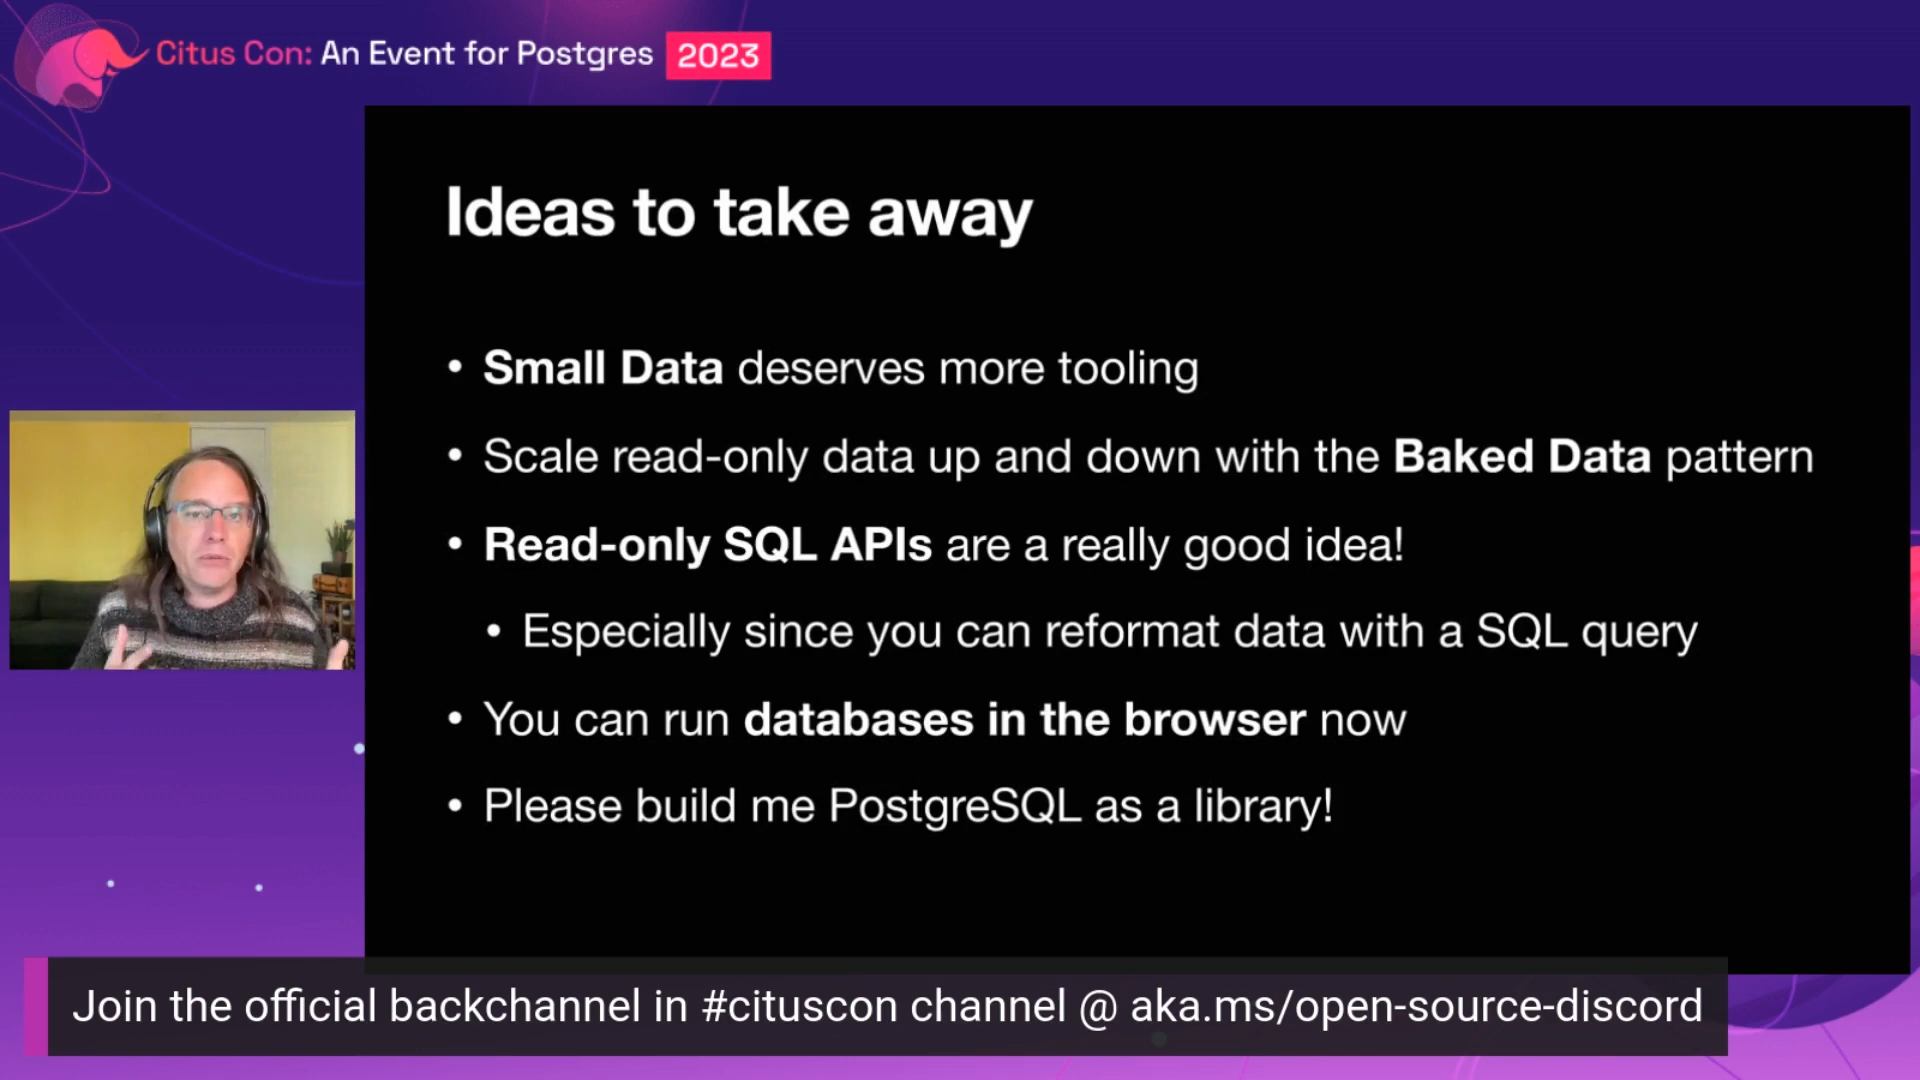 Citus Con: An Event for Postgres 2023
Ideas to take away
• Small Data deserves more tooling
• Scale read-only data up and down with the Baked Data pattern
• Read-only SQL APIs are a really good idea!
• Especially since you can reformat data with a SQL query
• You can run databases in the browser now
• Please build me PostgreSQL as a library!
Join the official backchannel in #cituscon channel @ aka.ms/open-source-discord